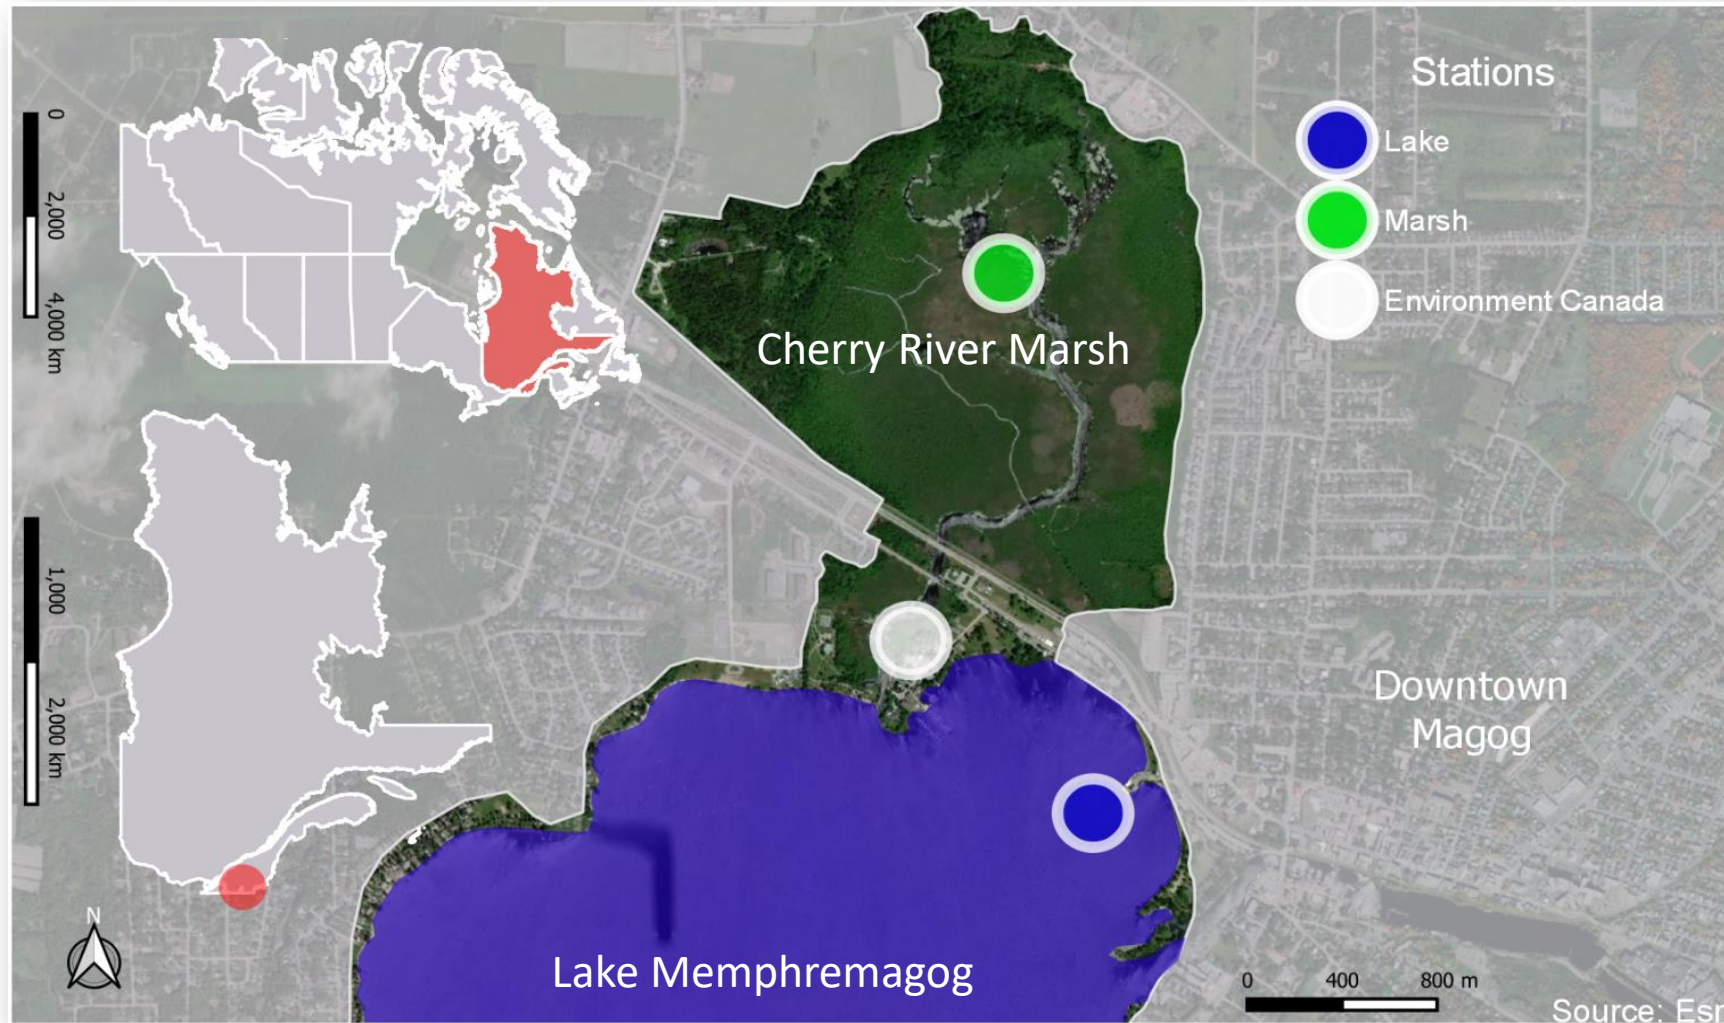 Stations
Lake
Marsh
Environment Canada
0
2,000
4,000 km
Cherry River Marsh
1,000
2,000 km
Downtown
Magog
N
Lake Memphremagog
0 400 800 m
Source: Esr